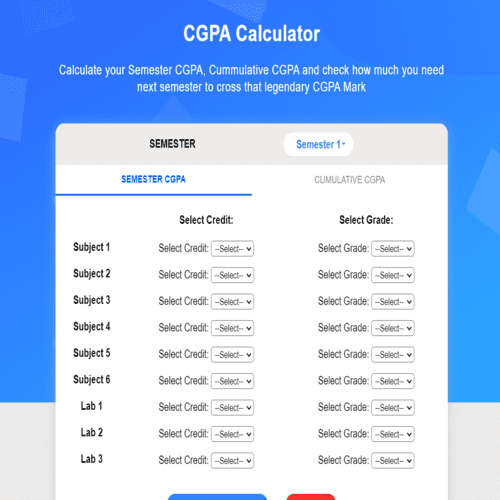 CGPA Calculator
Calculate your Semester CGPA, Cummulative CGPA and check how much you need
next semester to cross that legendary CGPA Mark
SEMESTER Semester 1
SEMESTER CGPA CUMULATIVE CGPA
Select Credit: Select Grade:
Subject 1 Select Credit: --Select-- Select Grade: --Select--
Subject 2 Select Credit: --Select-- Select Grade: --Select--
Subject 3 Select Credit: --Select-- Select Grade: --Select--
Subject 4 Select Credit: --Select-- Select Grade: --Select--
Subject 5 Select Credit: --Select-- Select Grade: --Select--
Subject 6 Select Credit: --Select-- Select Grade: --Select--
Lab 1 Select Credit: --Select-- Select Grade: --Select--
Lab 2 Select Credit: --Select-- Select Grade: --Select--
Lab 3 Select Credit: --Select-- Select Grade: --Select--